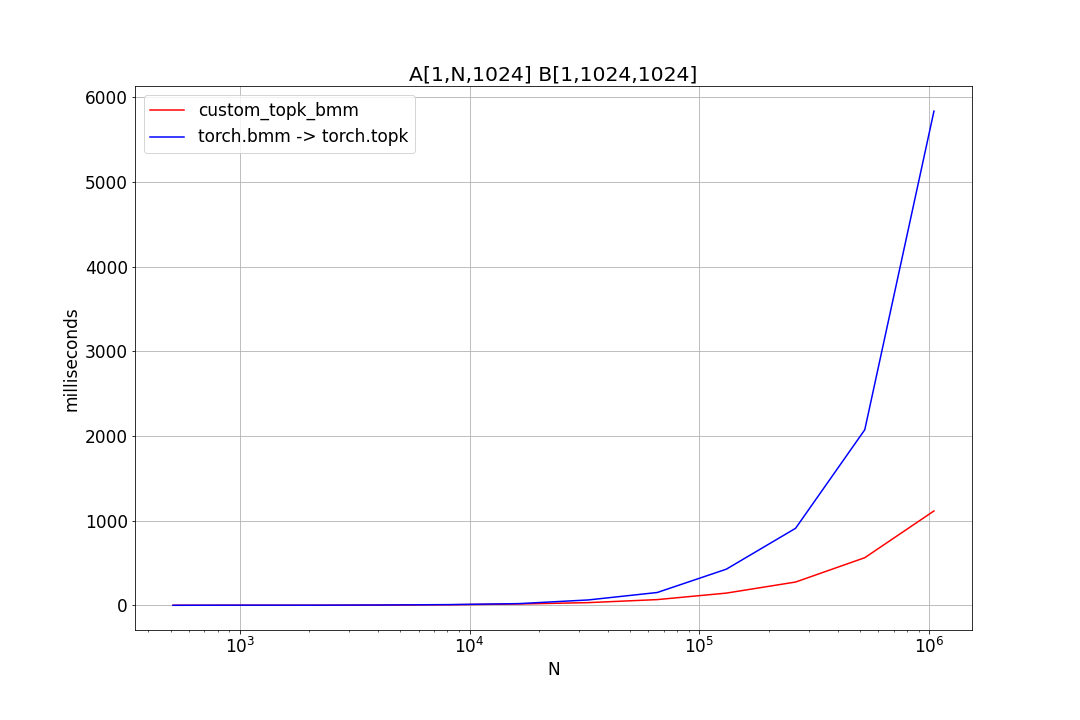 A[1,N,1024] B[1,1024,1024]
custom_topk_bmm
torch.bmm -> torch.topk
6000
5000
4000
3000
2000
1000
0
milliseconds
10³
10⁴
10⁵
10⁶
N